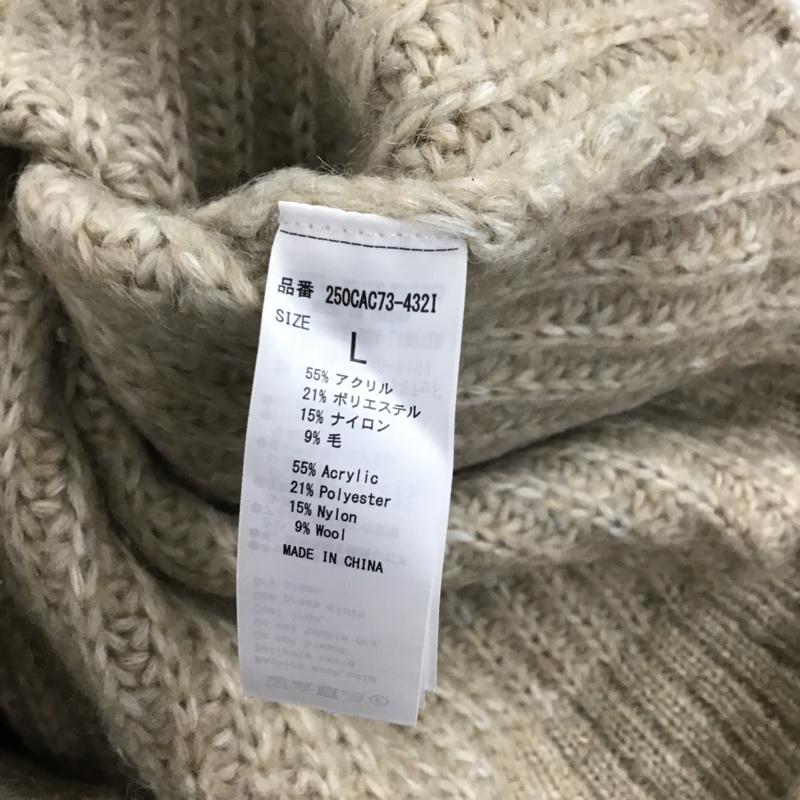 品番 250CAC73-432I
SIZE
L
55% アクリル
21% ポリエステル
15% ナイロン
9% 毛
55% Acrylic
21% Polyester
15% Nylon
9% Wool
MADE IN CHINA